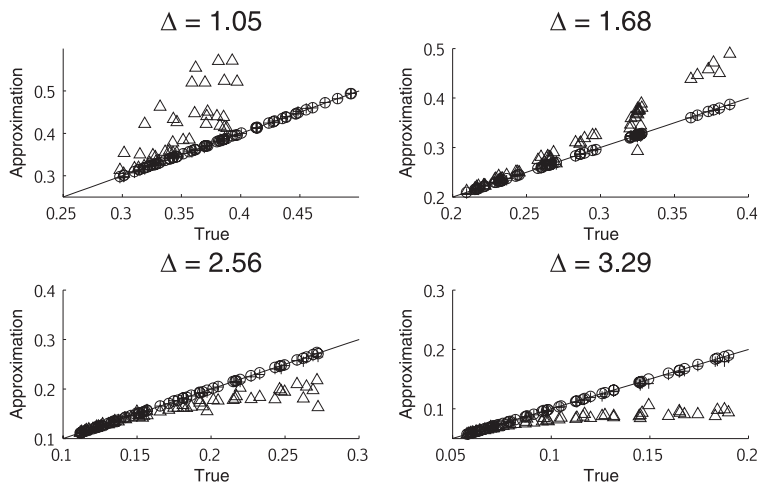 Δ = 1.05
Δ = 1.68
Approximation
0.5
0.4
0.3
0.25
0.3
0.35
0.4
0.45
True
Approximation
0.5
0.4
0.3
0.2
0.2
0.25
0.3
0.35
0.4
True
Δ = 2.56
Δ = 3.29
Approximation
0.4
0.3
0.2
0.1
0.1
0.15
0.2
0.25
0.3
True
Approximation
0.3
0.2
0.1
0.05
0.1
0.15
0.2
True